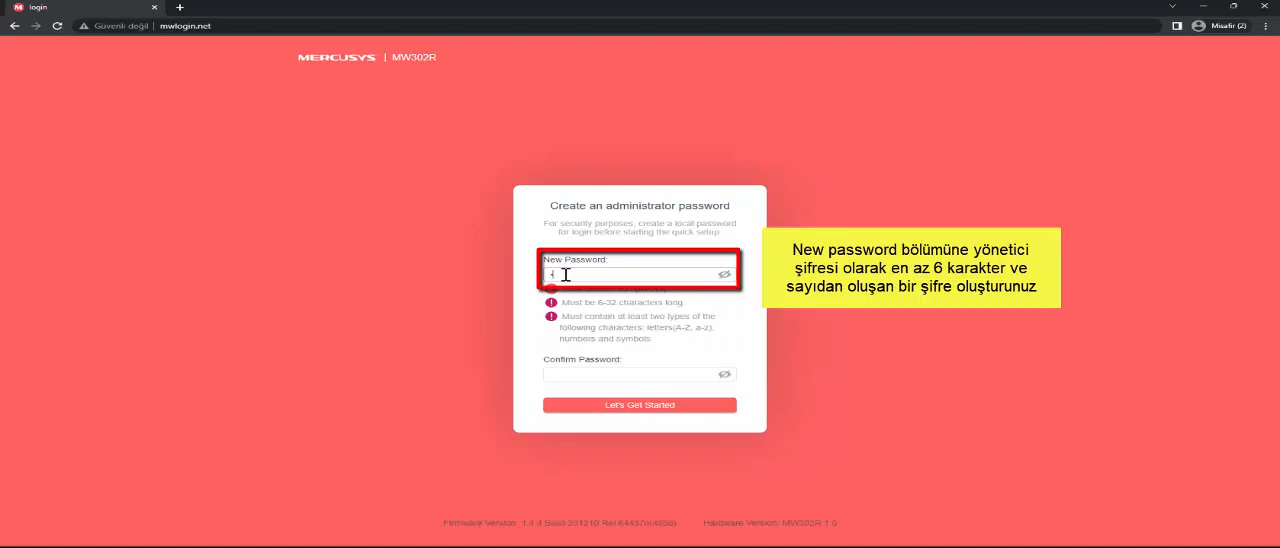 login
Güvenli değil | mwlogin.net
Misafir (2)
MERCUSYS | MW302R
Create an administrator password
For security purposes, create a local password
for login before starting the quick setup.
New Password:
Must be 6-32 characters long.
Must contain at least two types of the
following characters: letters(A-Z, a-z),
numbers and symbols.
Confirm Password:
Let's Get Started
New password bölümüne yönetici
şifresi olarak en az 6 karakter ve
sayıdan oluşan bir şifre oluşturunuz
Firmware Version: Hardware Version: MW302R 1.0